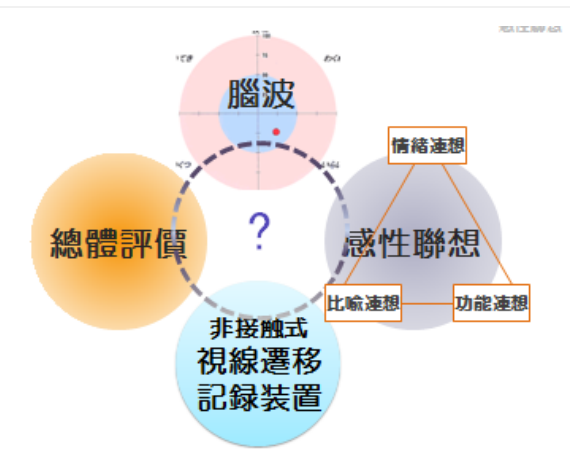 腦波
情緒連想
?
總體評價
感性聯想
比喻連想
功能連想
非接触式
視線遷移
記録装置